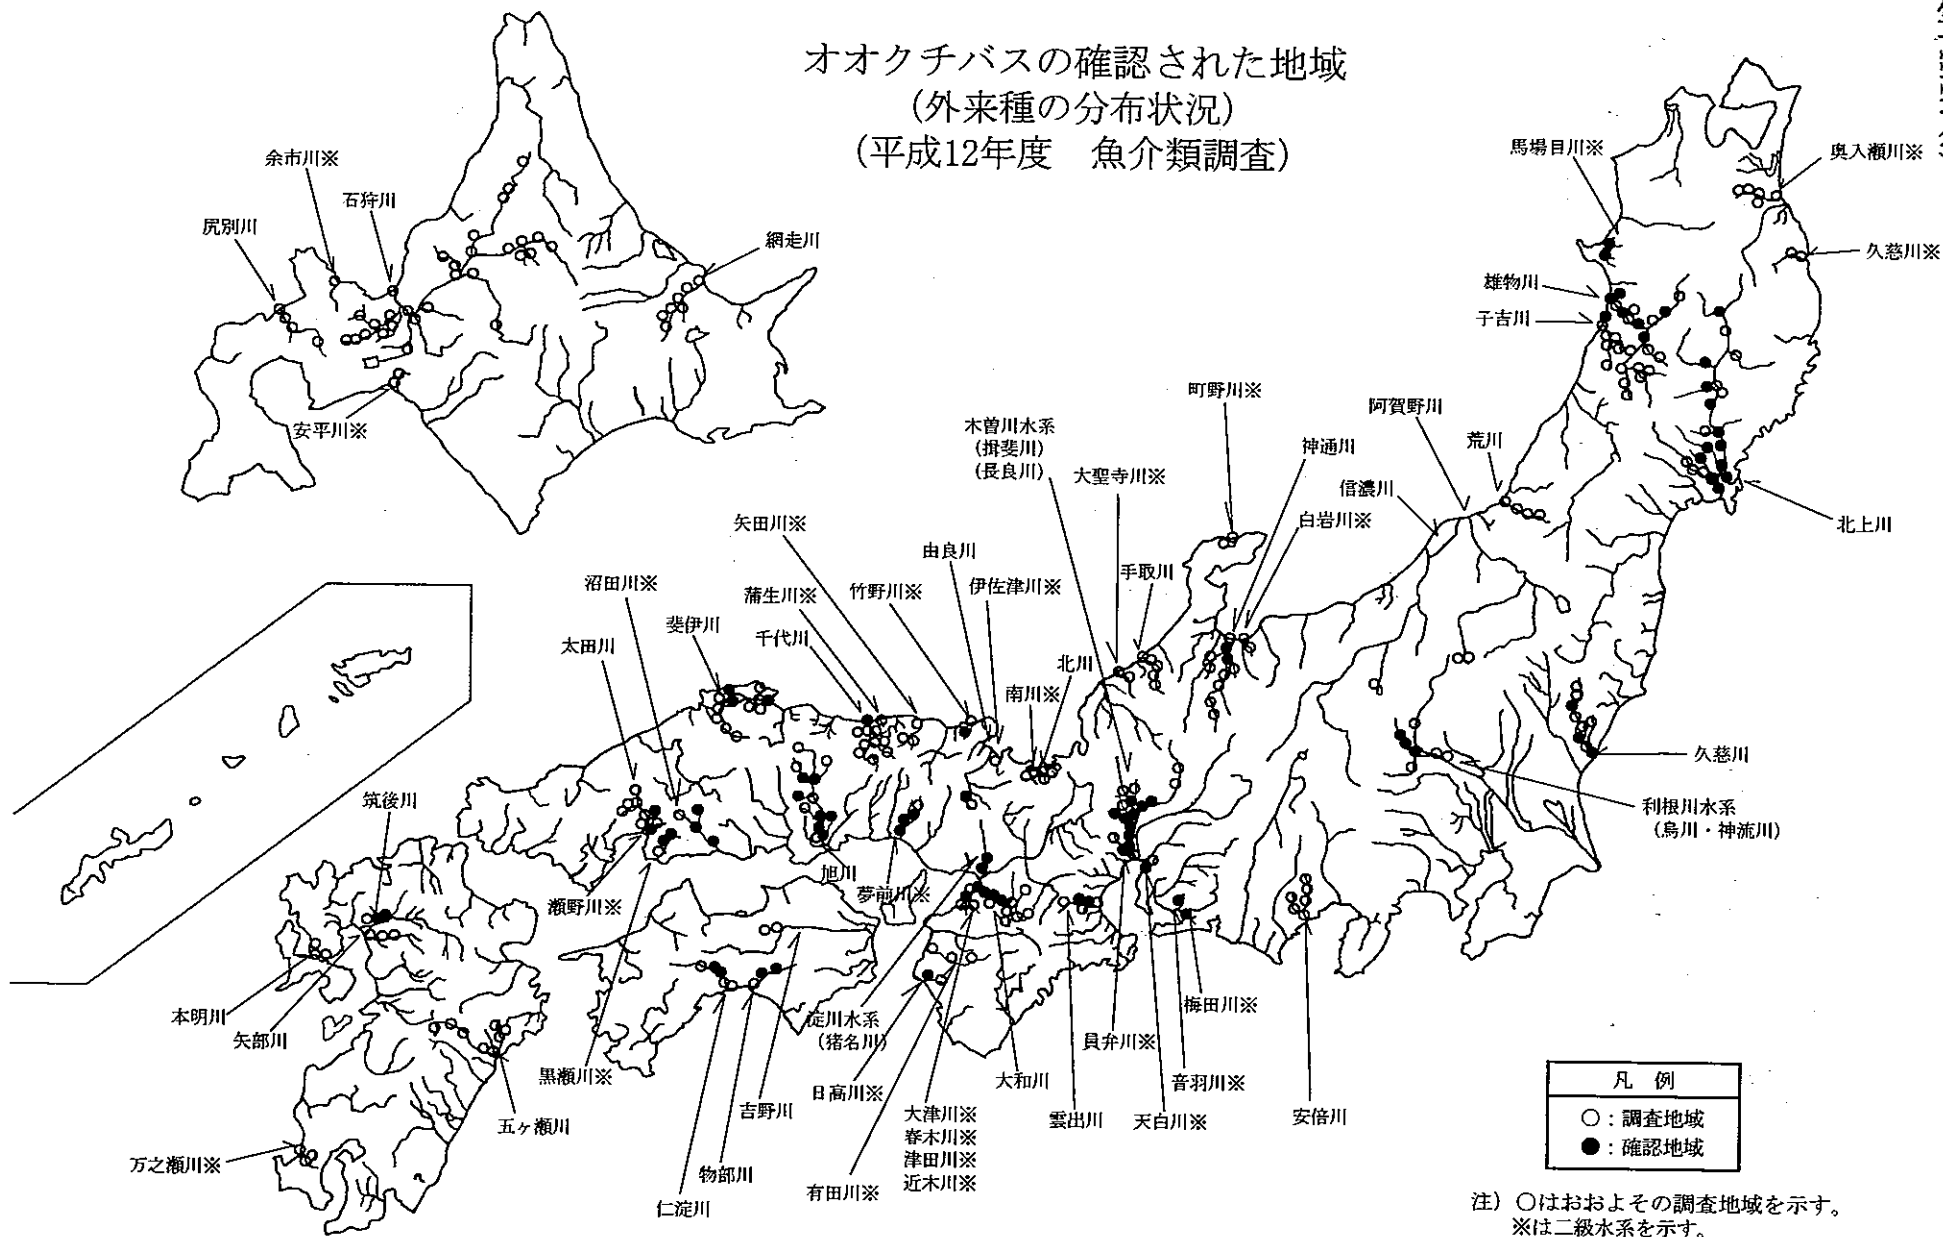 オオクチバスの確認された地域
(外来種の分布状況)
(平成12年度　魚介類調査)
余市川※
石狩川
尻別川
網走川
安平川※
馬場目川※
奥入瀬川※
久慈川※
雄物川
子吉川
北上川
町野川※
阿賀野川
荒川
木曽川水系
(揖斐川)
(長良川)
神通川
大聖寺川※
信濃川
白岩川※
手取川
矢田川※
由良川
伊佐津川※
沼田川※
蒲生川※
竹野川※
斐伊川
千代川
太田川
北川
南川※
久慈川
利根川水系
(烏川・神流川)
筑後川
旭川
夢前川※
瀬野川※
本明川
矢部川
黒瀬川※
吉野川
淀川水系
(猪名川)
日高川※
大和川
員弁川※
梅田川※
音羽川※
天白川※
雲出川
安倍川
大津川※
春木川※
津田川※
近木川※
有田川※
五ヶ瀬川
万之瀬川※
物部川
仁淀川
凡　例
○：調査地域
●：確認地域
注）○はおおよその調査地域を示す。
※は二級水系を示す。